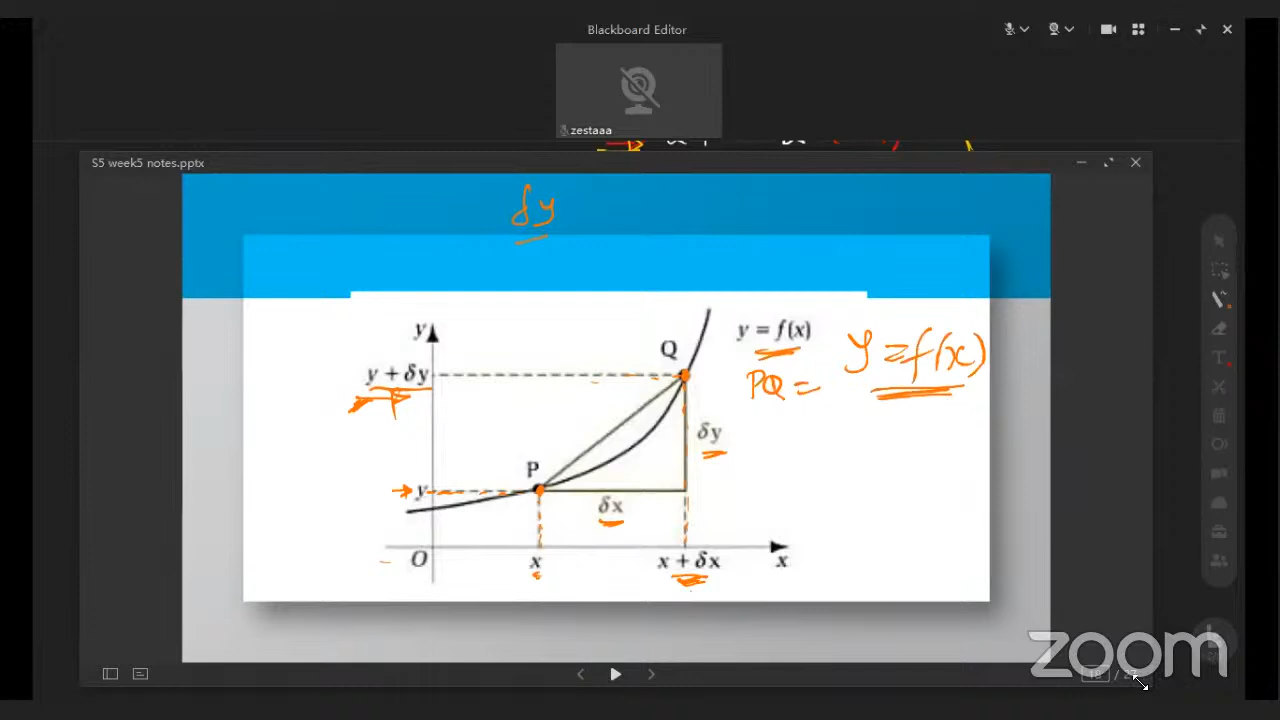 Blackboard Editor
zestaaa
S5 week5 notes.pptx
δy
y
Q
y = f(x)
y = f(x)
y + δy
PQ =
δy
P
y
δx
O
x
x + δx
x
zoom